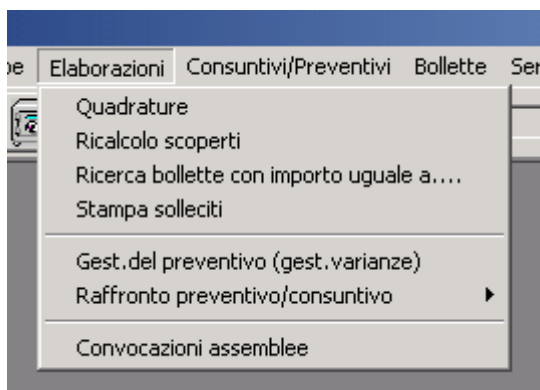 Elaborazioni Consuntivi/Preventivi Bollette
Quadrature
Ricalcolo scoperti
Ricerca bollette con importo uguale a....
Stampa solleciti
Gest.del preventivo (gest.varianze)
Raffronto preventivo/consuntivo
Convocazioni assemblee